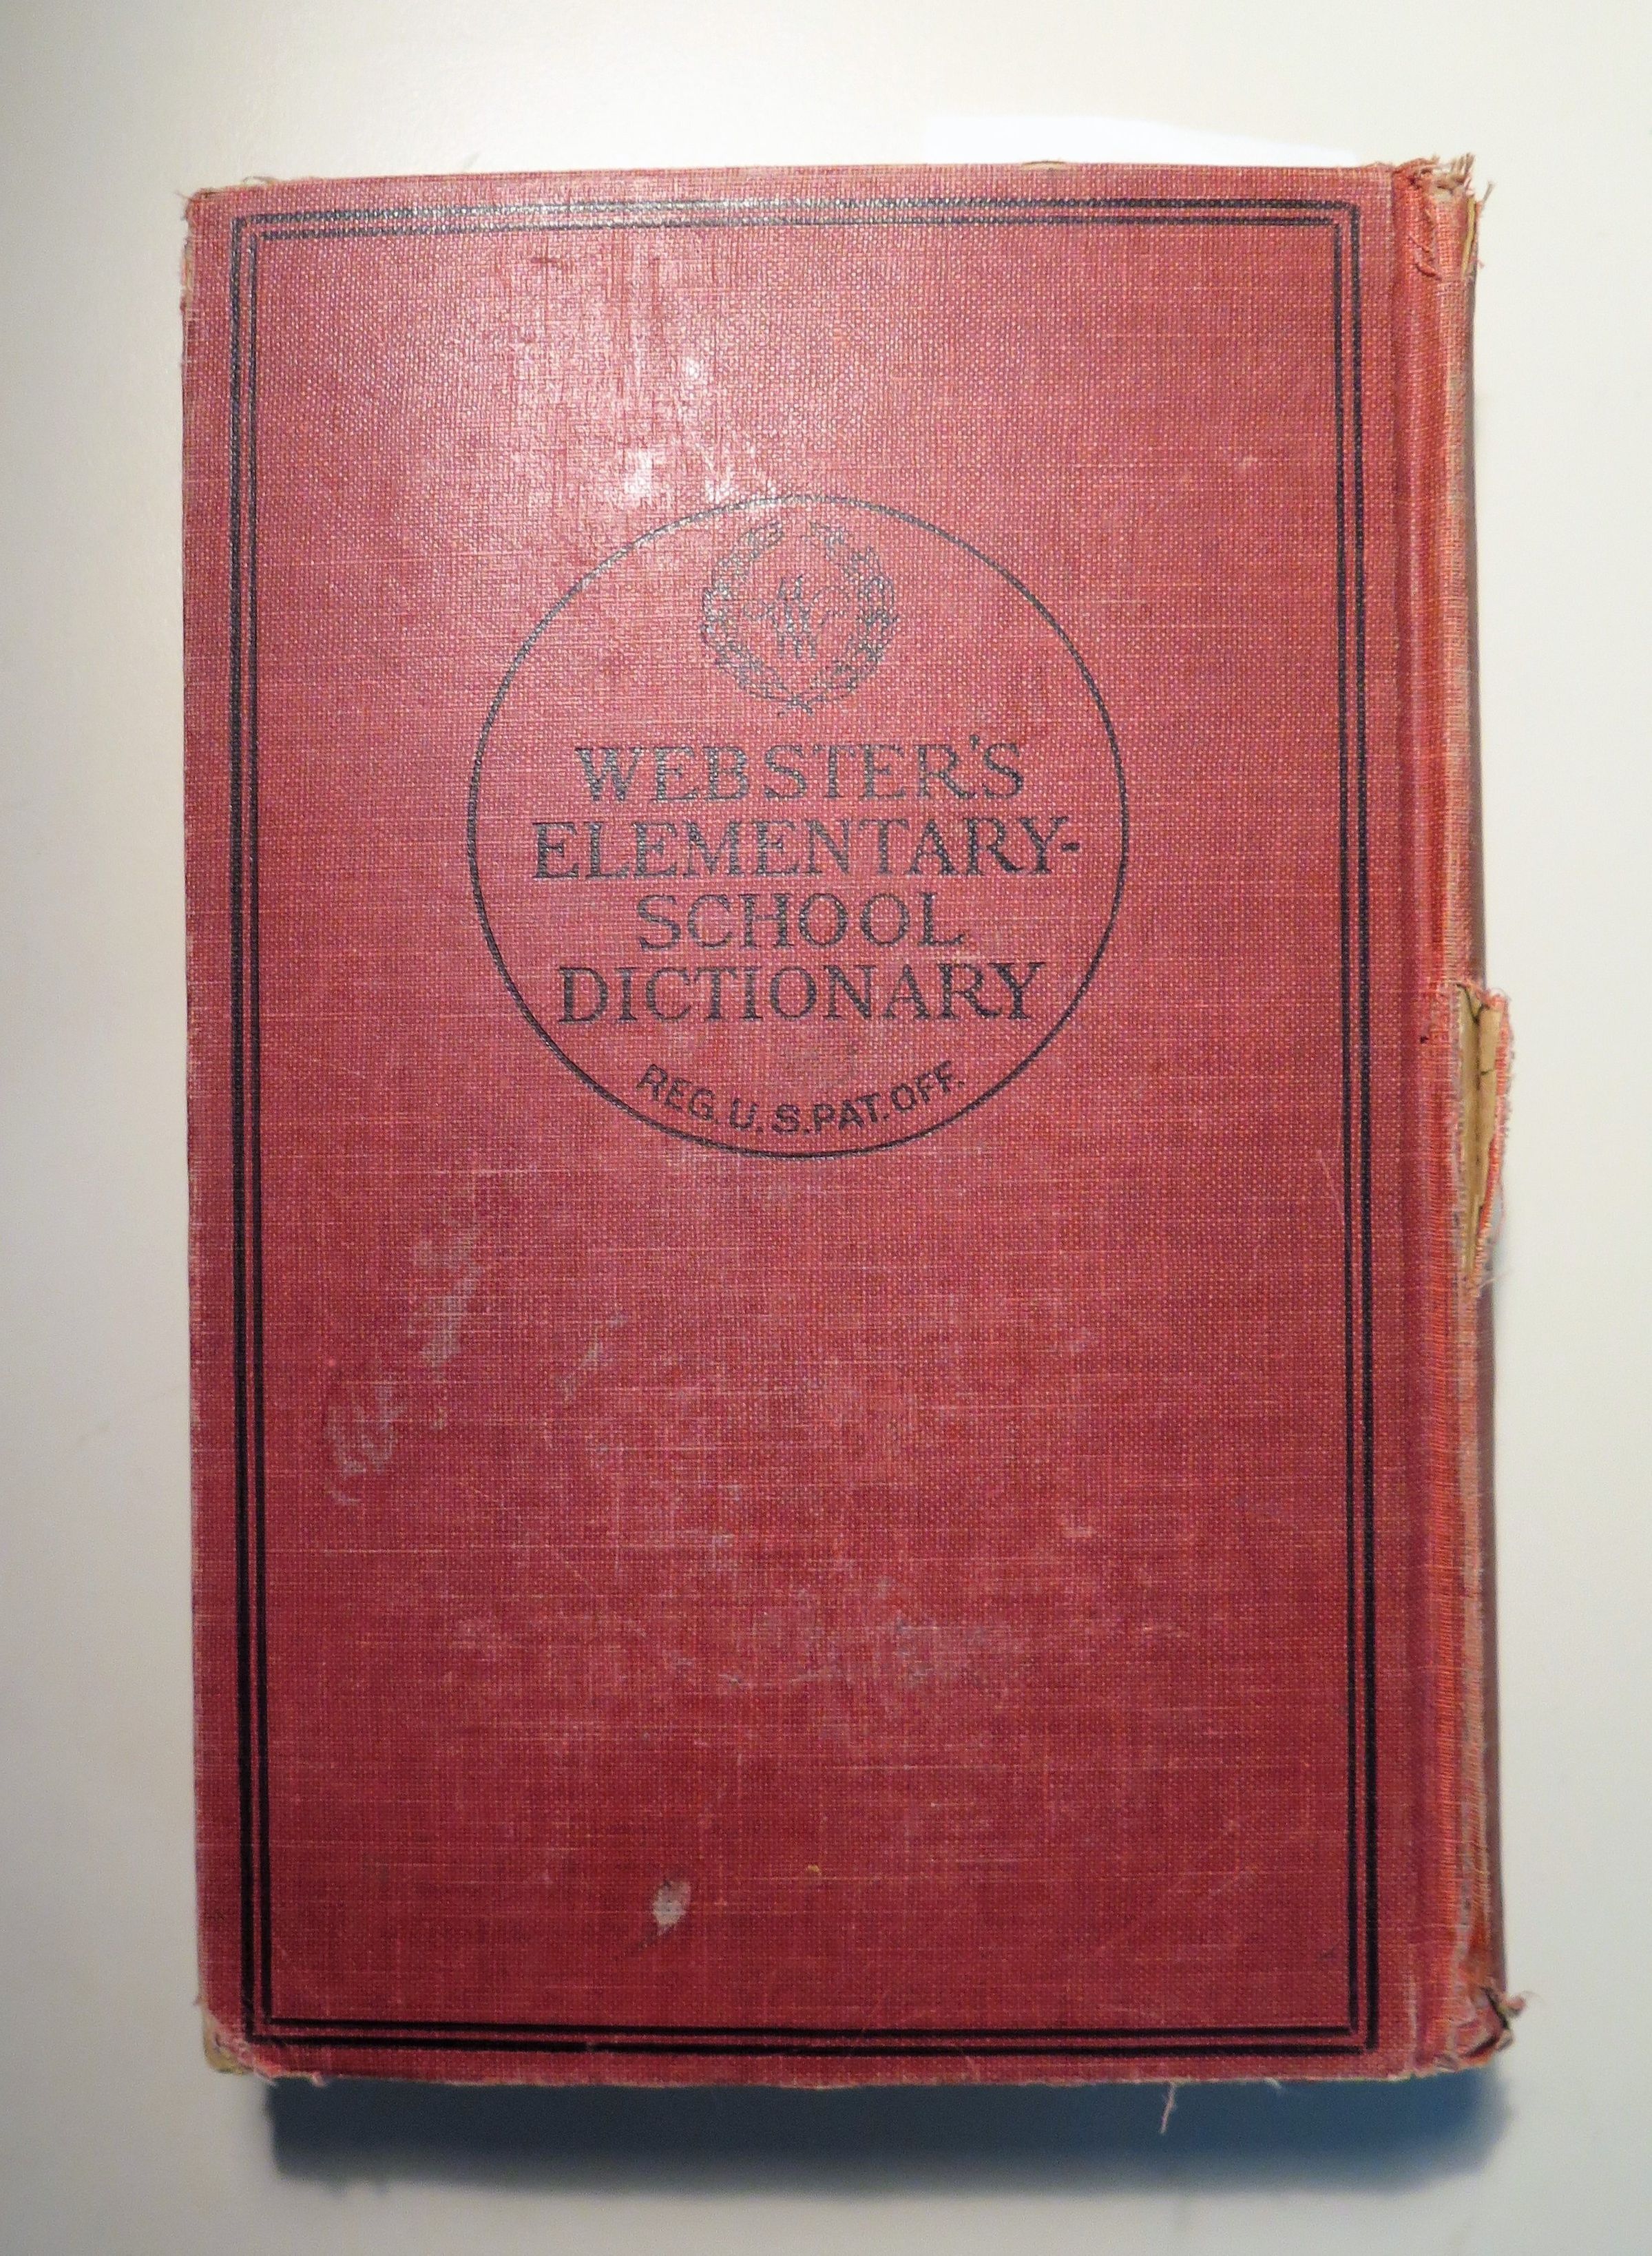 WEBSTER'S
ELEMENTARY-
SCHOOL
DICTIONARY
REG. U. S. PAT. OFF.